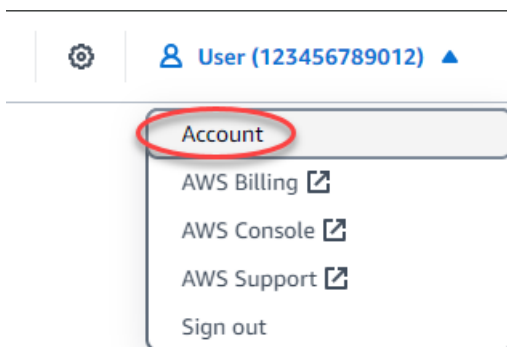 User (123456789012)
Account
AWS Billing
AWS Console
AWS Support
Sign out